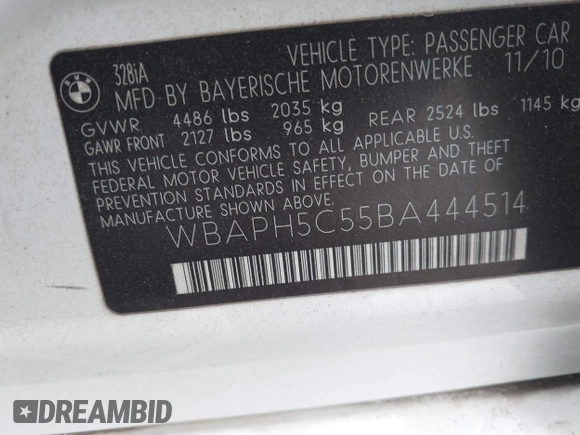 BMW
328iA
VEHICLE TYPE: PASSENGER CAR
MFD BY BAYERISCHE MOTORENWERKE 11/10
GVWR 4486 lbs 2035 kg
GAWR FRONT 2127 lbs 965 kg REAR 2524 lbs 1145 kg
THIS VEHICLE CONFORMS TO ALL APPLICABLE U.S.
FEDERAL MOTOR VEHICLE SAFETY, BUMPER AND THEFT
PREVENTION STANDARDS IN EFFECT ON THE DATE OF
MANUFACTURE SHOWN ABOVE.
WBAPH5C55BA444514
DREAMBID